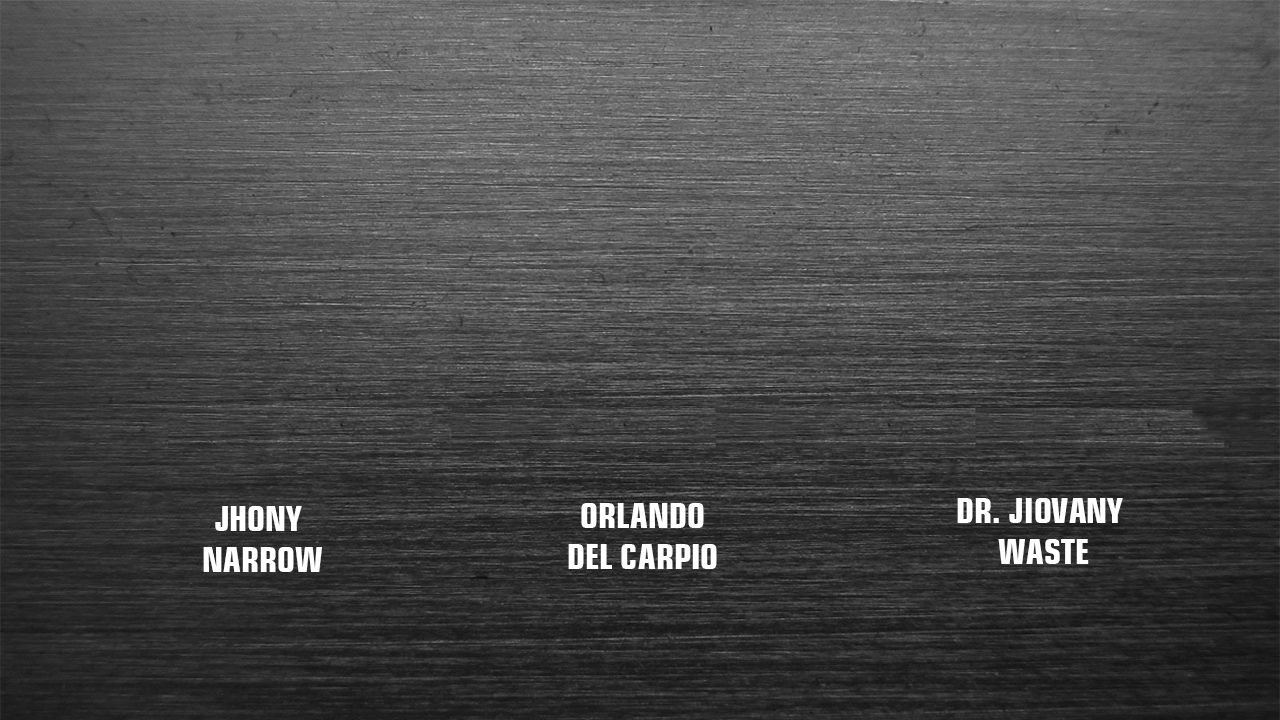 JHONY
NARROW
ORLANDO
DEL CARPIO
DR. JIOVANY
WASTE